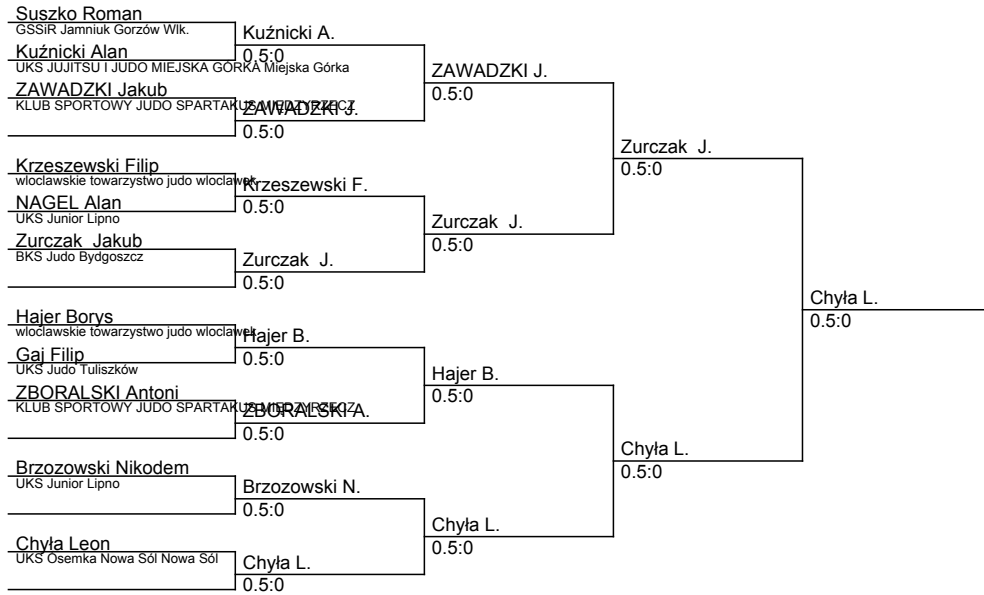 Suszko Roman
GSSiR Jamniuk Gorzów Wlk.
Kuźnicki Alan
UKS JUJITSU I JUDO MIEJSKA GÓRKA Miejska Górka
ZAWADZKI Jakub
KLUB SPORTOWY JUDO SPARTAKUS MIĘDZYRZECZ
Krzeszewski Filip
wloclawskie towarzystwo judo wloclawek
NAGEL Alan
UKS Junior Lipno
Zurczak  Jakub
BKS Judo Bydgoszcz
Hajer Borys
wloclawskie towarzystwo judo wloclawek
Gaj Filip
UKS Judo Tuliszków
ZBORALSKI Antoni
KLUB SPORTOWY JUDO SPARTAKUS MIĘDZYRZECZ
Brzozowski Nikodem
UKS Junior Lipno
Chyła Leon
UKS Ósemka Nowa Sól Nowa Sól
Kuźnicki A.
0.5:0
ZAWADZKI J.
0.5:0
Krzeszewski F.
0.5:0
Zurczak  J.
0.5:0
Hajer B.
0.5:0
ZBORALSKI A.
0.5:0
Brzozowski N.
0.5:0
Chyła L.
0.5:0
ZAWADZKI J.
0.5:0
Zurczak  J.
0.5:0
Hajer B.
0.5:0
Chyła L.
0.5:0
Zurczak  J.
0.5:0
Chyła L.
0.5:0
Chyła L.
0.5:0